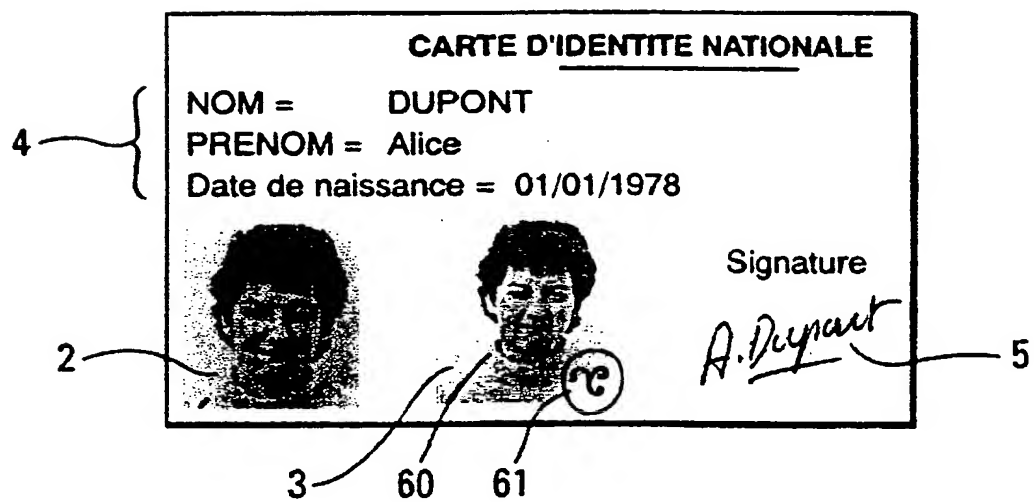 CARTE D'IDENTITE NATIONALE
NOM = DUPONT
PRENOM = Alice
Date de naissance = 01/01/1978
4
Signature
A. Dupont
2
5
3
60
61